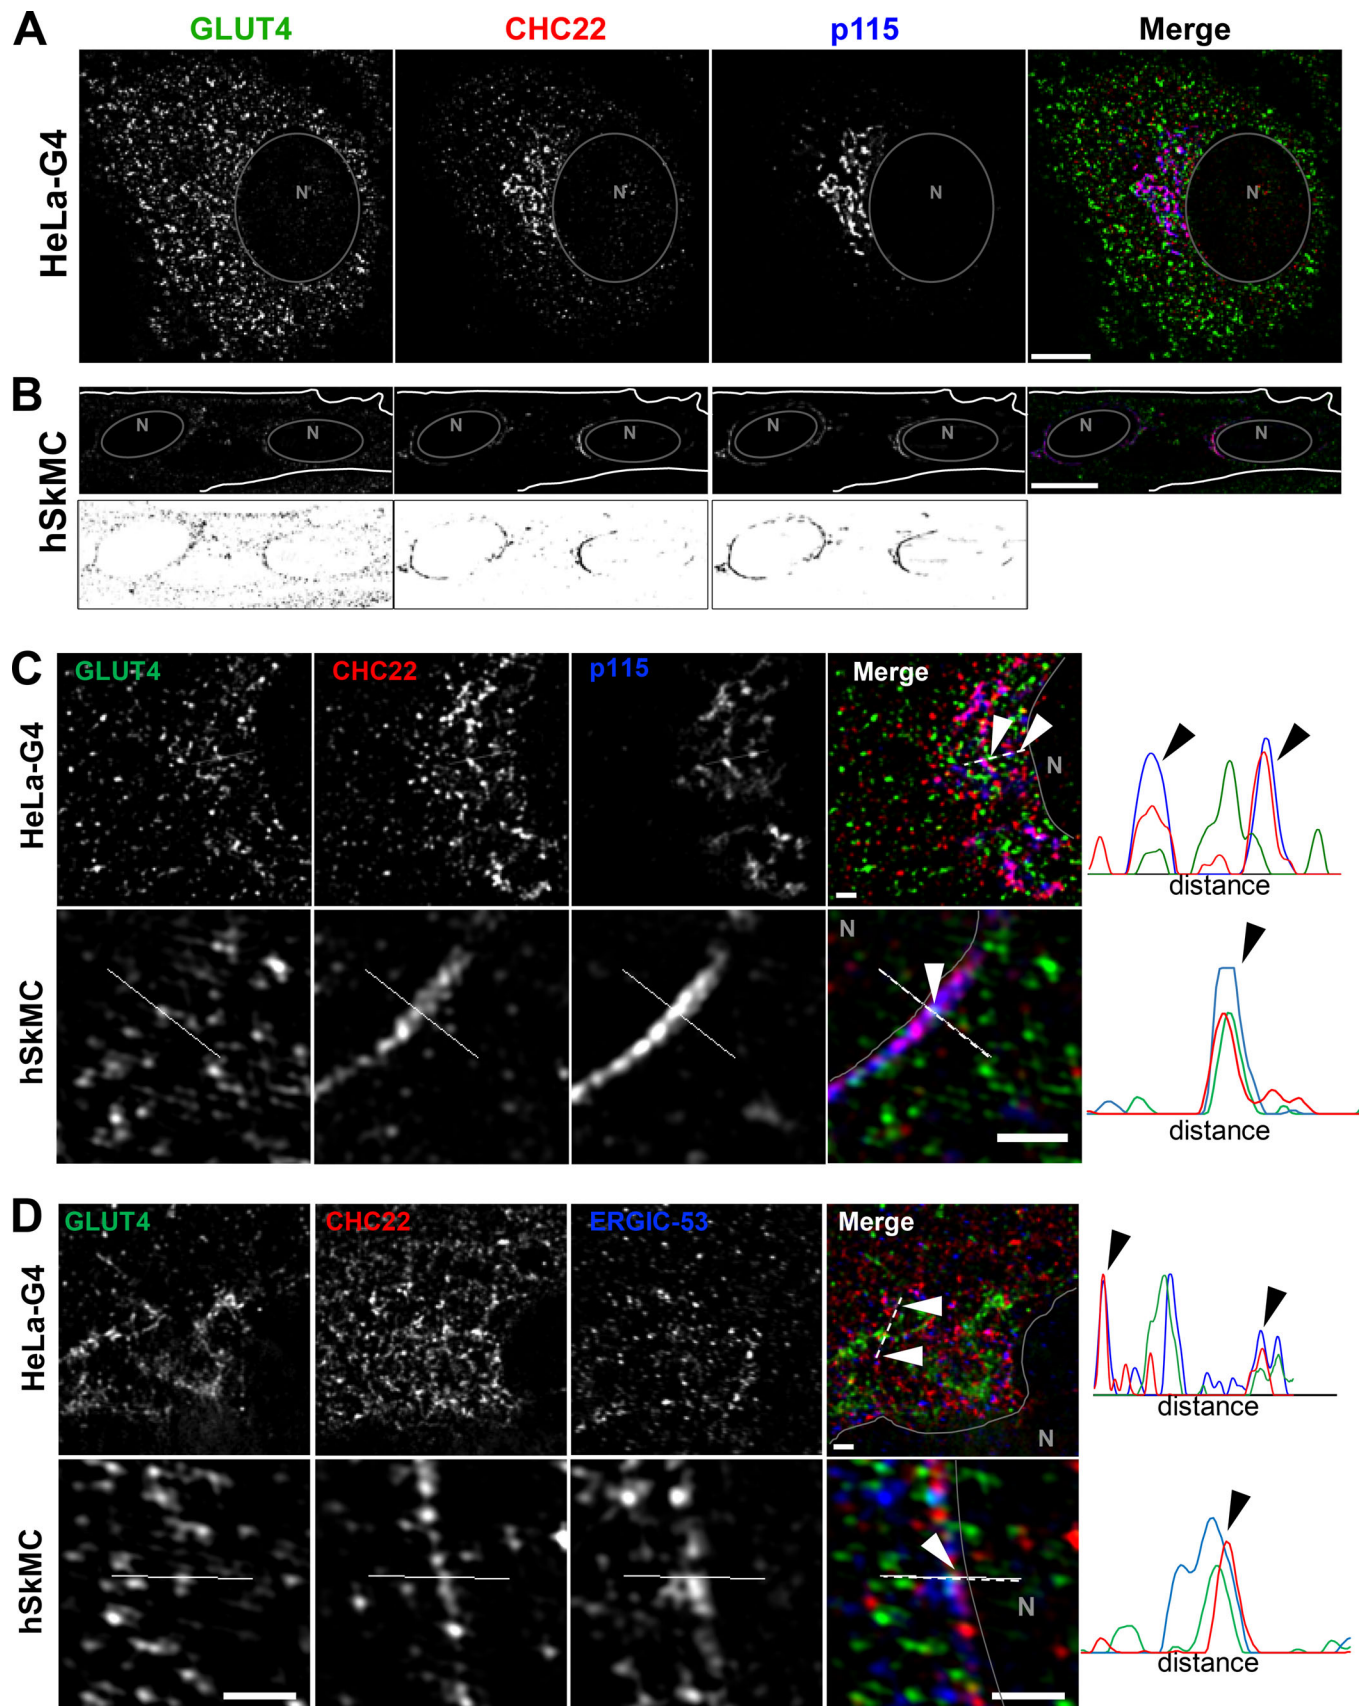 A
GLUT4 CHC22 p115 Merge
HeLa-G4
N N N N
B
hSkMC
N N N N N N N N
C
GLUT4 CHC22 p115 Merge
HeLa-G4
N
distance
hSkMC
N
distance
D
GLUT4 CHC22 ERGIC-53 Merge
HeLa-G4
N
distance
hSkMC
N
distance